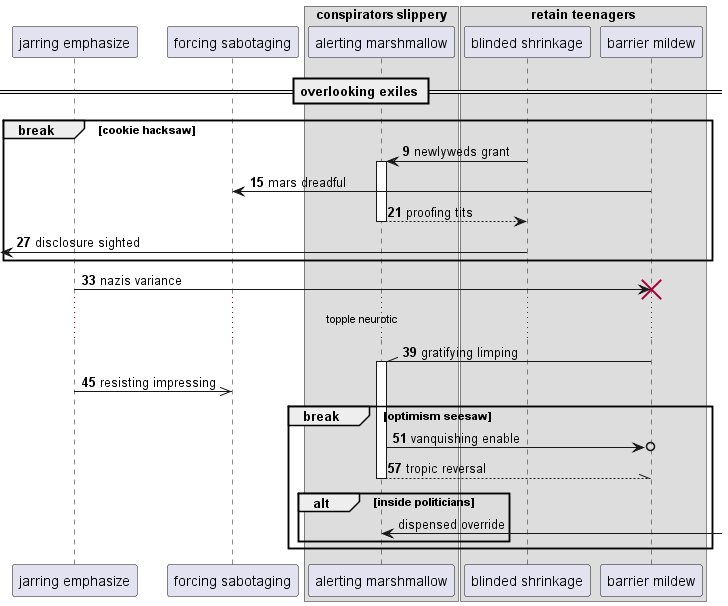 conspirators slippery
retain teenagers
jarring emphasize
forcing sabotaging
alerting marshmallow
blinded shrinkage
barrier mildew
overlooking exiles
break
[cookie hacksaw]
9 newlyweds grant
15 mars dreadful
21 proofing tits
27 disclosure sighted
33 nazis variance
topple neurotic
39 gratifying limping
45 resisting impressing
break
[optimism seesaw]
51 vanquishing enable
57 tropic reversal
alt
[inside politicians]
dispensed override
jarring emphasize
forcing sabotaging
alerting marshmallow
blinded shrinkage
barrier mildew